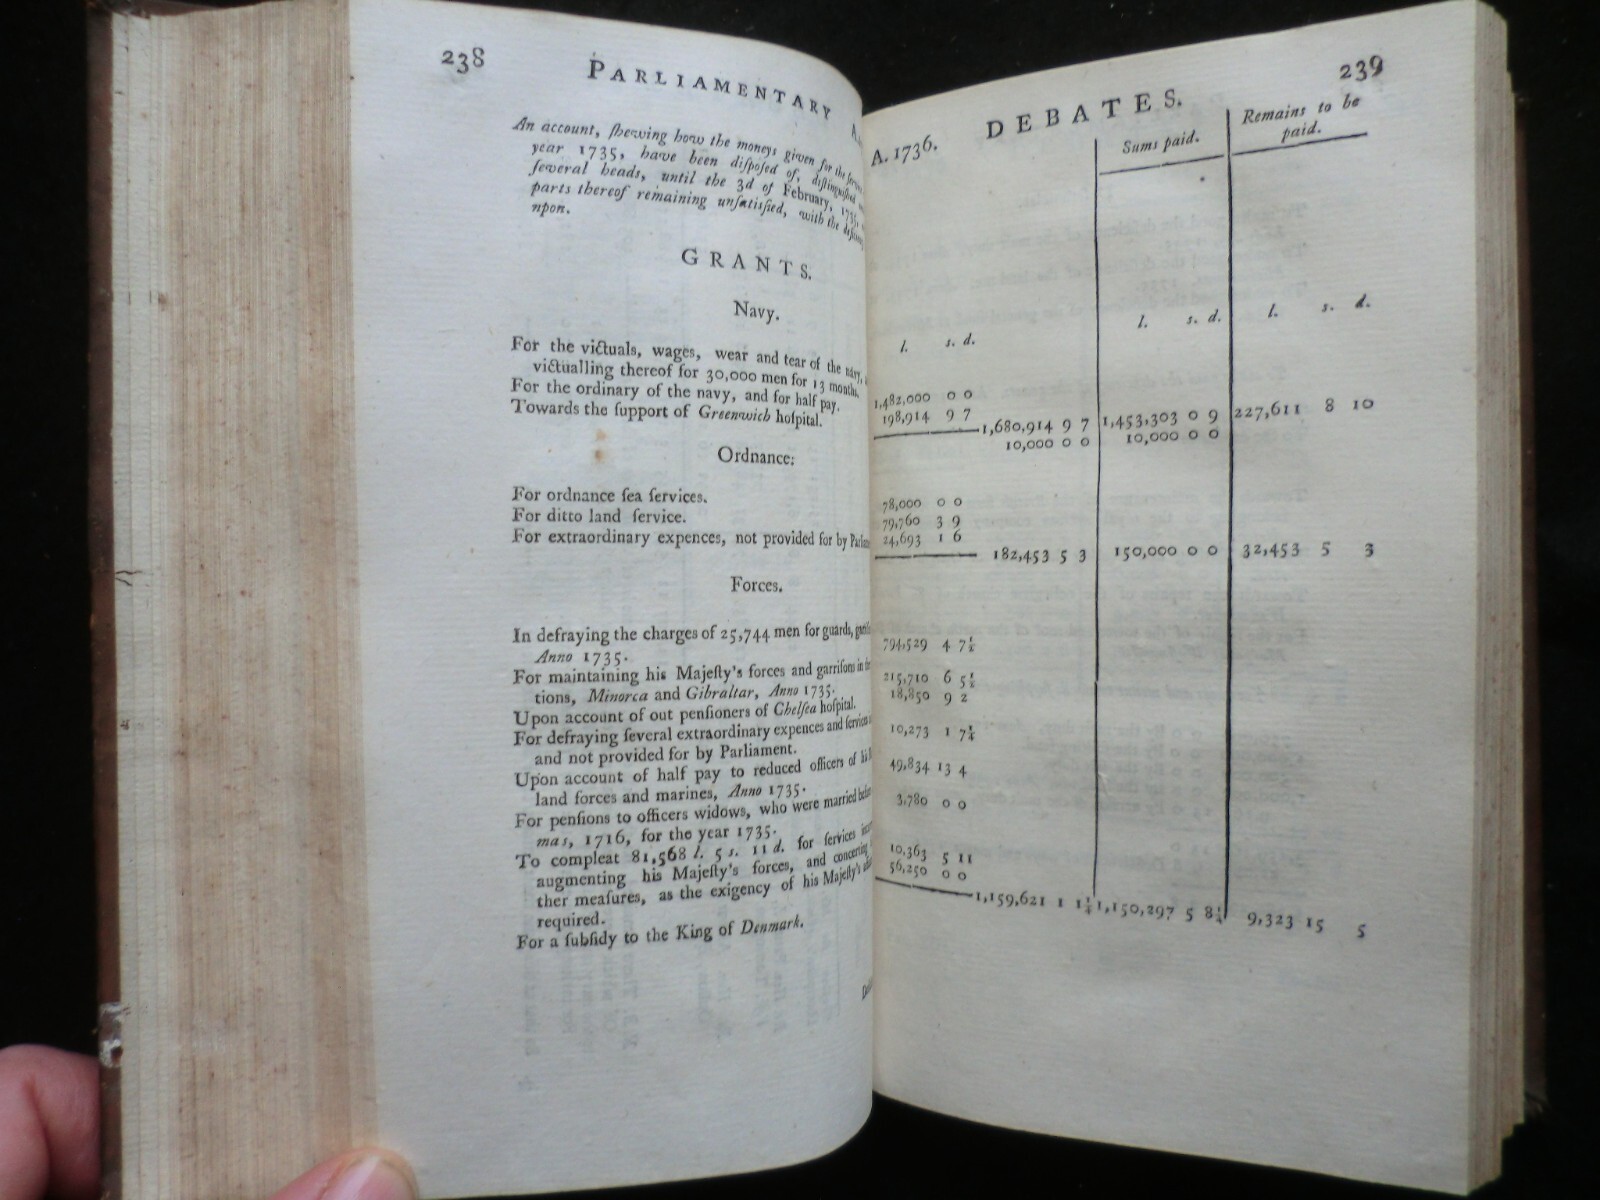 238
PARLIAMENTARY
An account, ſhewing how the moneys given for the
year 1735, have been diſpoſed of, diſtinguiſhed
ſeveral heads, until the 3d of February, 1735,
parts thereof remaining unſatisfied, with the
npon.
GRANTS.
Navy.
For the victuals, wages, wear and tear of the navy,
victualling thereof for 30,000 men for 13 months.
For the ordinary of the navy, and for half pay.
Towards the ſupport of Greenwich hoſpital.
Ordnance:
For ordnance ſea ſervices.
For ditto land ſervice.
For extraordinary expences, not provided for by
Forces.
In defraying the charges of 25,744 men for guards,
Anno 1735.
For maintaining his Majeſty's forces and garriſons in
tions, Minorca and Gibraltar, Anno 1735.
Upon account of out penſioners of Chelſea hoſpital.
For defraying ſeveral extraordinary expences and ſervices
and not provided for by Parliament.
Upon account of half pay to reduced officers of
land forces and marines, Anno 1735.
For penſions to officers widows, who were married
mas, 1716, for the year 1735.
To compleat 81,568 l. 5 s. 11 d. for ſervices
augmenting his Majeſty's forces, and concerting
ther meaſures, as the exigency of his Majeſty's
required.
For a ſubſidy to the King of Denmark.
239
DEBATES.
A. 1736.
Sums paid.
Remains to be
paid.
l. s. d. l. s. d. l. s. d.
1,482,000 0 0
198,914 9 7
1,680,914 9 7 1,453,303 0 9 227,611 8 10
10,000 0 0 10,000 0 0
78,000 0 0
79,760 3 9
24,693 1 6
182,453 5 3 150,000 0 0 32,453 5 3
794,529 4 7½
215,710 6 5½
18,850 9 2
10,273 1 7¼
49,834 13 4
3,780 0 0
10,363 5 11
56,250 0 0
1,159,621 1 1¼ 1,150,297 5 8¼ 9,323 15 5